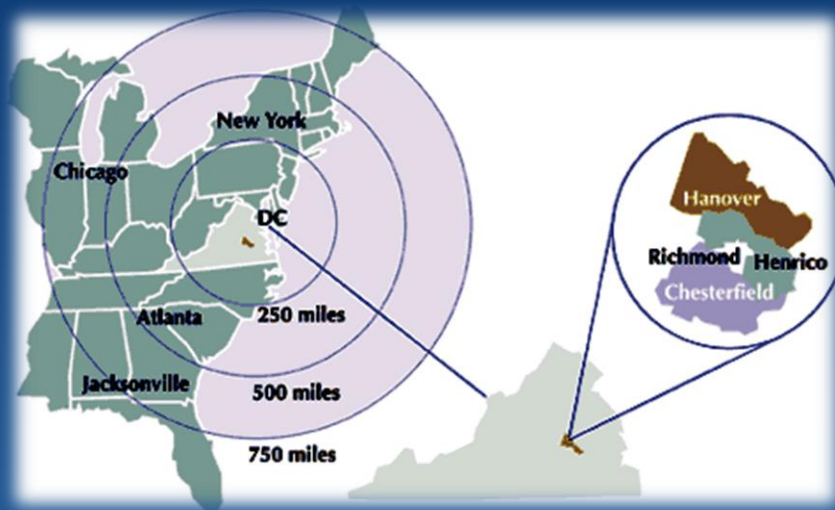 New York
Chicago
DC
Atlanta
250 miles
Jacksonville
500 miles
750 miles
Hanover
Richmond
Henrico
Chesterfield